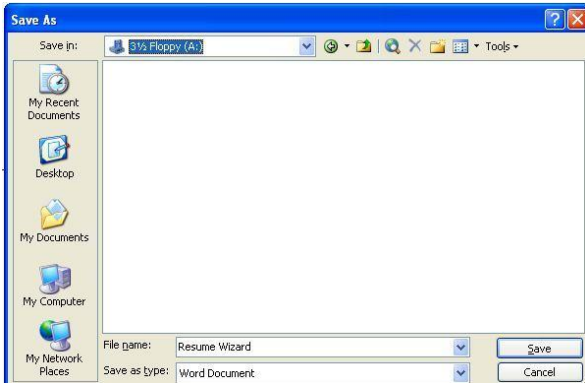 Save As
Save in:
3½ Floppy (A:)
Tools
My Recent
Documents
Desktop
My Documents
My Computer
My Network
Places
File name:
Resume Wizard
Save
Save as type:
Word Document
Cancel